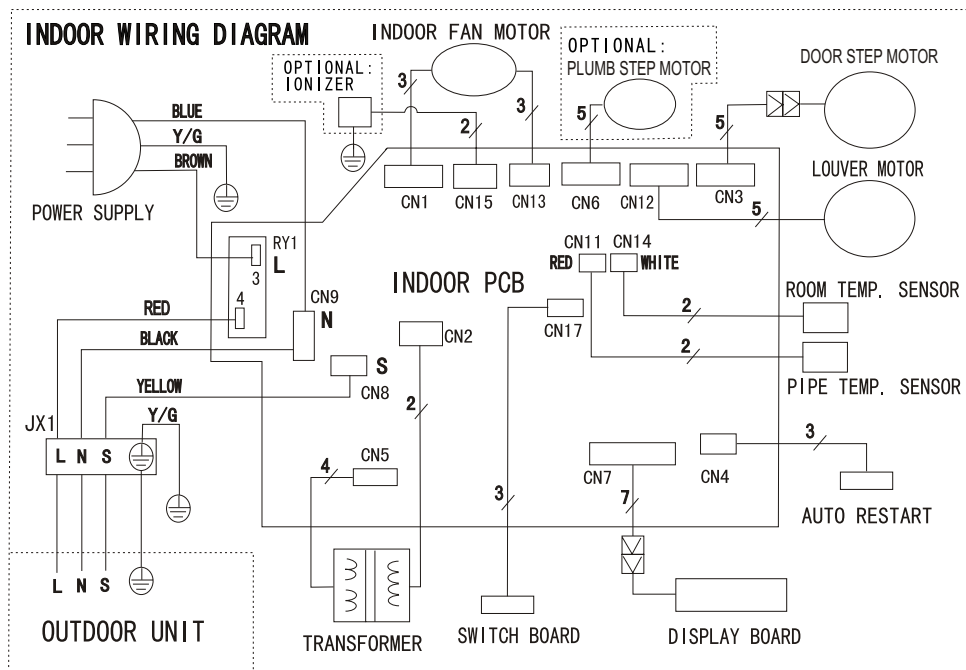 INDOOR WIRING DIAGRAM
INDOOR FAN MOTOR
OPTIONAL:
IONIZER
OPTIONAL:
PLUMB STEP MOTOR
DOOR STEP MOTOR
3
3
2
5
5
BLUE
Y/G
BROWN
POWER SUPPLY
CN1
CN15
CN13
CN6
CN12
CN3
LOUVER MOTOR
5
RY1
L
3
4
CN9
N
INDOOR PCB
CN11
CN14
RED
WHITE
ROOM TEMP. SENSOR
2
2
PIPE TEMP. SENSOR
RED
BLACK
YELLOW
Y/G
CN2
CN17
S
CN8
2
JX1
L N S
4
CN5
3
CN7
7
CN4
3
AUTO RESTART
L N S
OUTDOOR UNIT
TRANSFORMER
SWITCH BOARD
DISPLAY BOARD